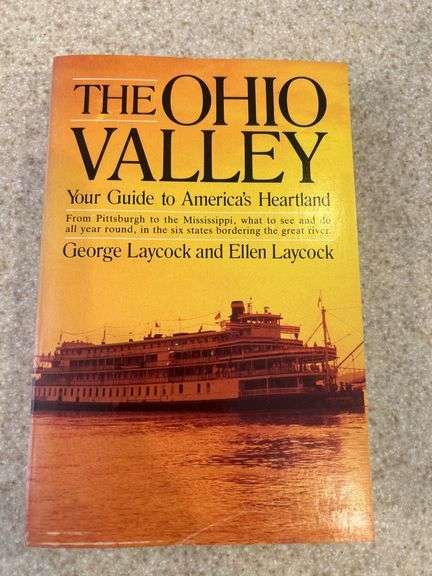 THE OHIO
VALLEY
Your Guide to America's Heartland
From Pittsburgh to the Mississippi, what to see and do
all year round, in the six states bordering the great river.
George Laycock and Ellen Laycock